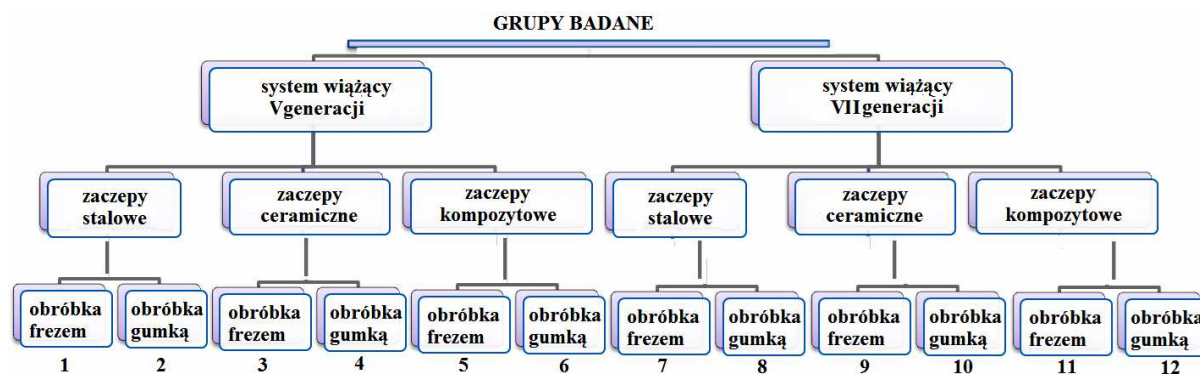 GRUPY BADANE
system wiążący
Vgeneracji
system wiążący
VIIgeneracji
zaczepy
stalowe
zaczepy
ceramiczne
zaczepy
kompozytowe
zaczepy
stalowe
zaczepy
ceramiczne
zaczepy
kompozytowe
obróbka
frezem
obróbka
gumką
obróbka
frezem
obróbka
gumką
obróbka
frezem
obróbka
gumką
obróbka
frezem
obróbka
gumką
obróbka
frezem
obróbka
gumką
obróbka
frezem
obróbka
gumką
1 2 3 4 5 6 7 8 9 10 11 12